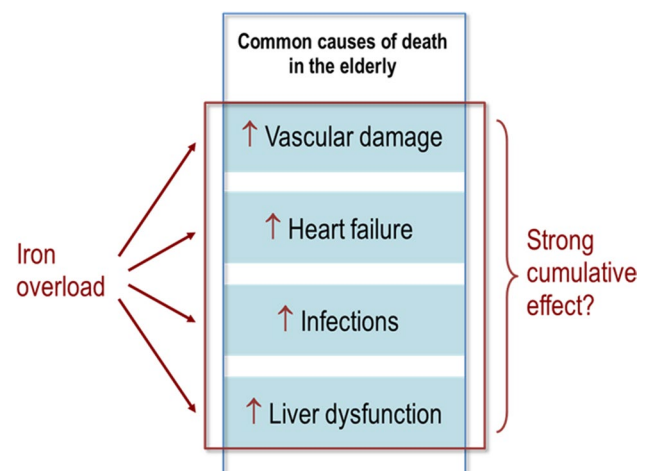 Common causes of death
in the elderly
↑ Vascular damage
↑ Heart failure
↑ Infections
↑ Liver dysfunction
Iron
overload
Strong
cumulative
effect?